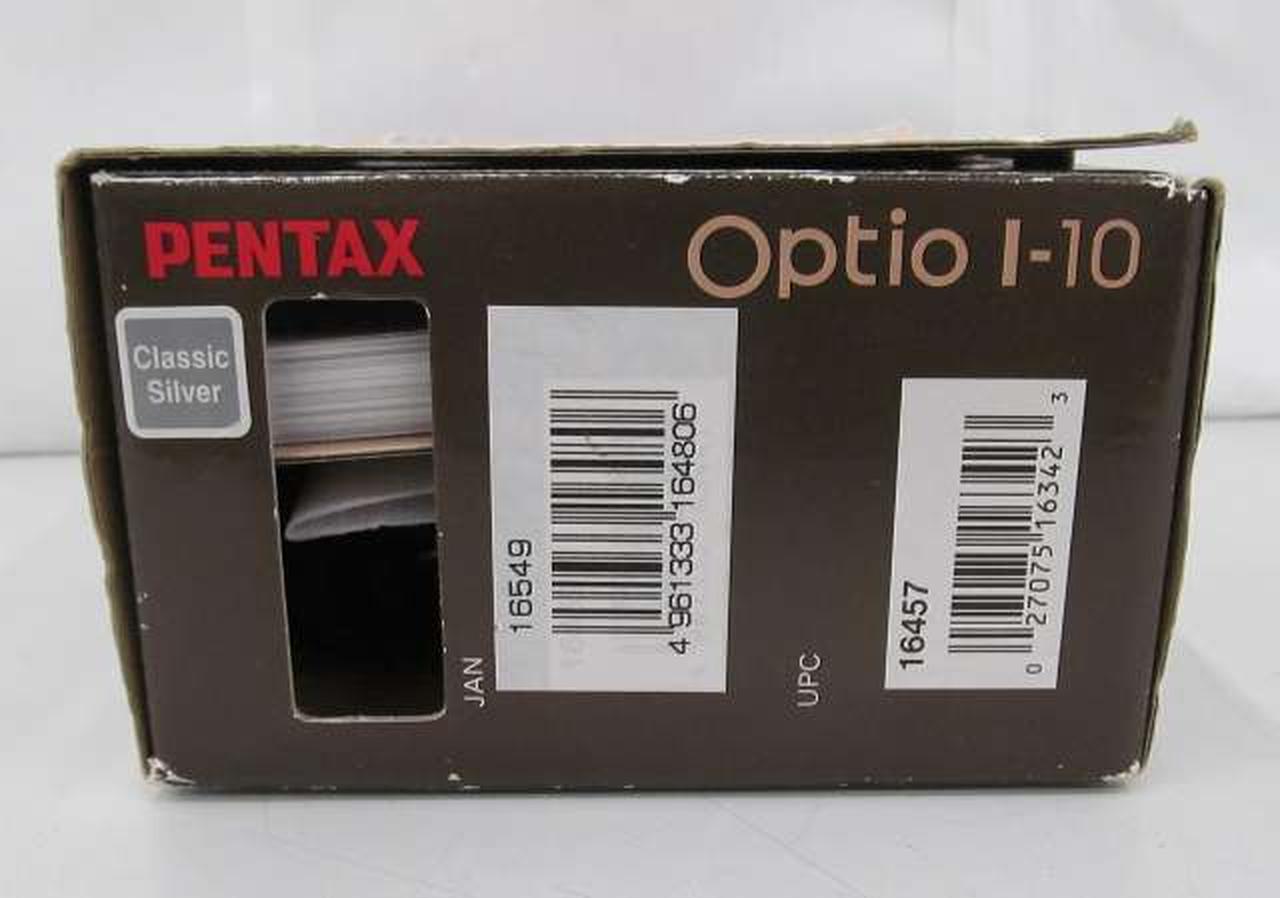 PENTAX
Optio I-10
Classic
Silver
JAN
16549
4 961333 164806
UPC
16457
0 27075 16342 3